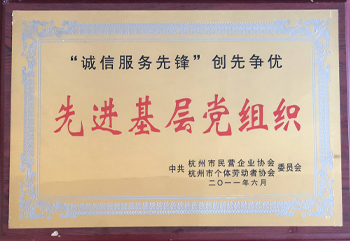 “诚信服务先锋”创先争优
先进基层党组织
中共 杭州市民营企业协会 委员会
杭州市个体劳动者协会
二〇一一年六月